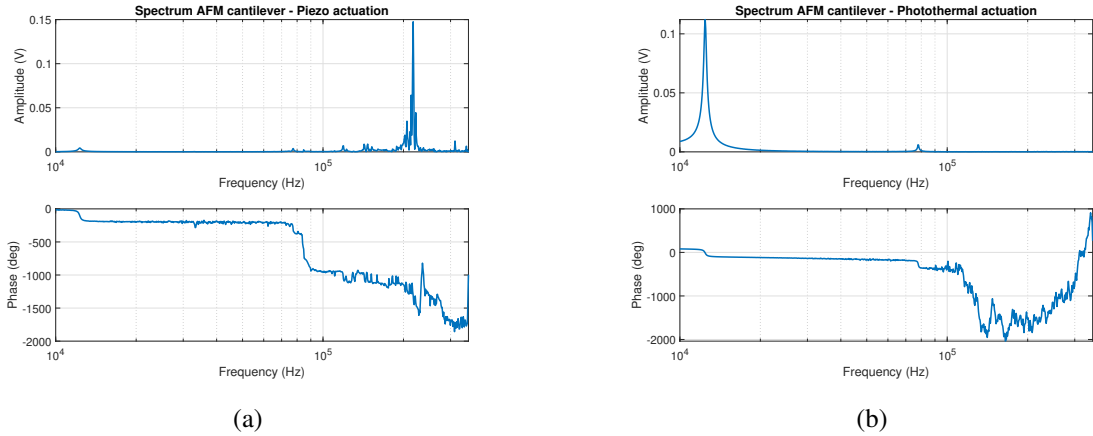 Spectrum AFM cantilever - Piezo actuation
0.15
0.1
0.05
0
Amplitude (V)
10^4
10^5
Frequency (Hz)
0
-500
-1000
-1500
-2000
Phase (deg)
10^4
10^5
Frequency (Hz)
(a)
Spectrum AFM cantilever - Photothermal actuation
0.1
0.05
0
Amplitude (V)
10^4
10^5
Frequency (Hz)
1000
0
-1000
-2000
Phase (deg)
10^4
10^5
Frequency (Hz)
(b)